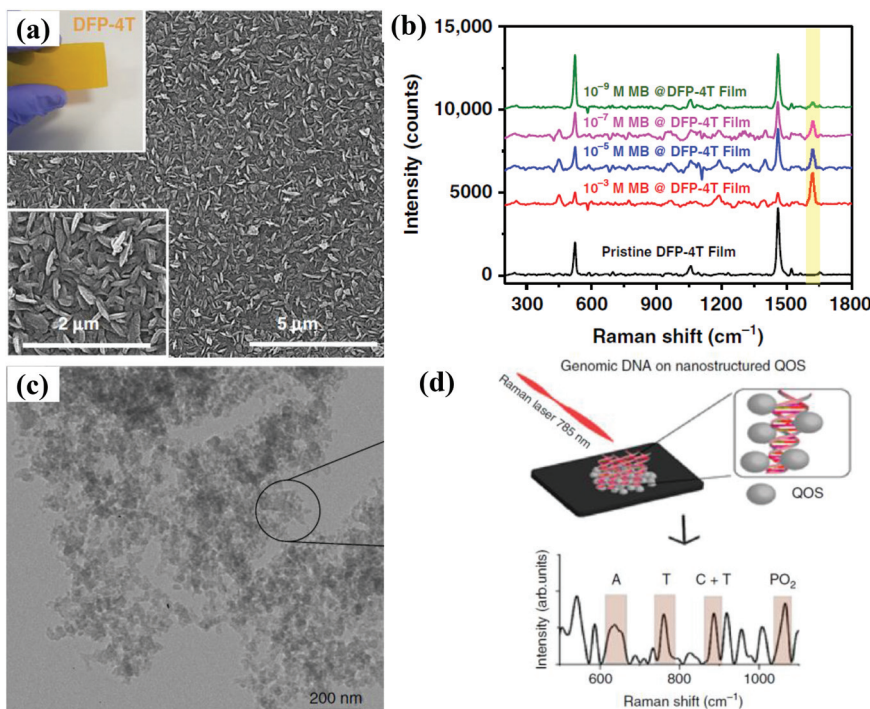 (a)
DFP-4T
2 μm
5 μm
(b)
15,000
10,000
5000
0
Intensity (counts)
10⁻⁹ M MB @DFP-4T Film
10⁻⁷ M MB @ DFP-4T Film
10⁻⁵ M MB @ DFP-4T Film
10⁻³ M MB @ DFP-4T Film
Pristine DFP-4T Film
300 600 900 1200 1500 1800
Raman shift (cm⁻¹)
(c)
200 nm
(d)
Genomic DNA on nanostructured QOS
Raman laser 785 nm
QOS
A T C + T PO₂
Intensity (arb.units)
600 800 1000
Raman shift (cm⁻¹)